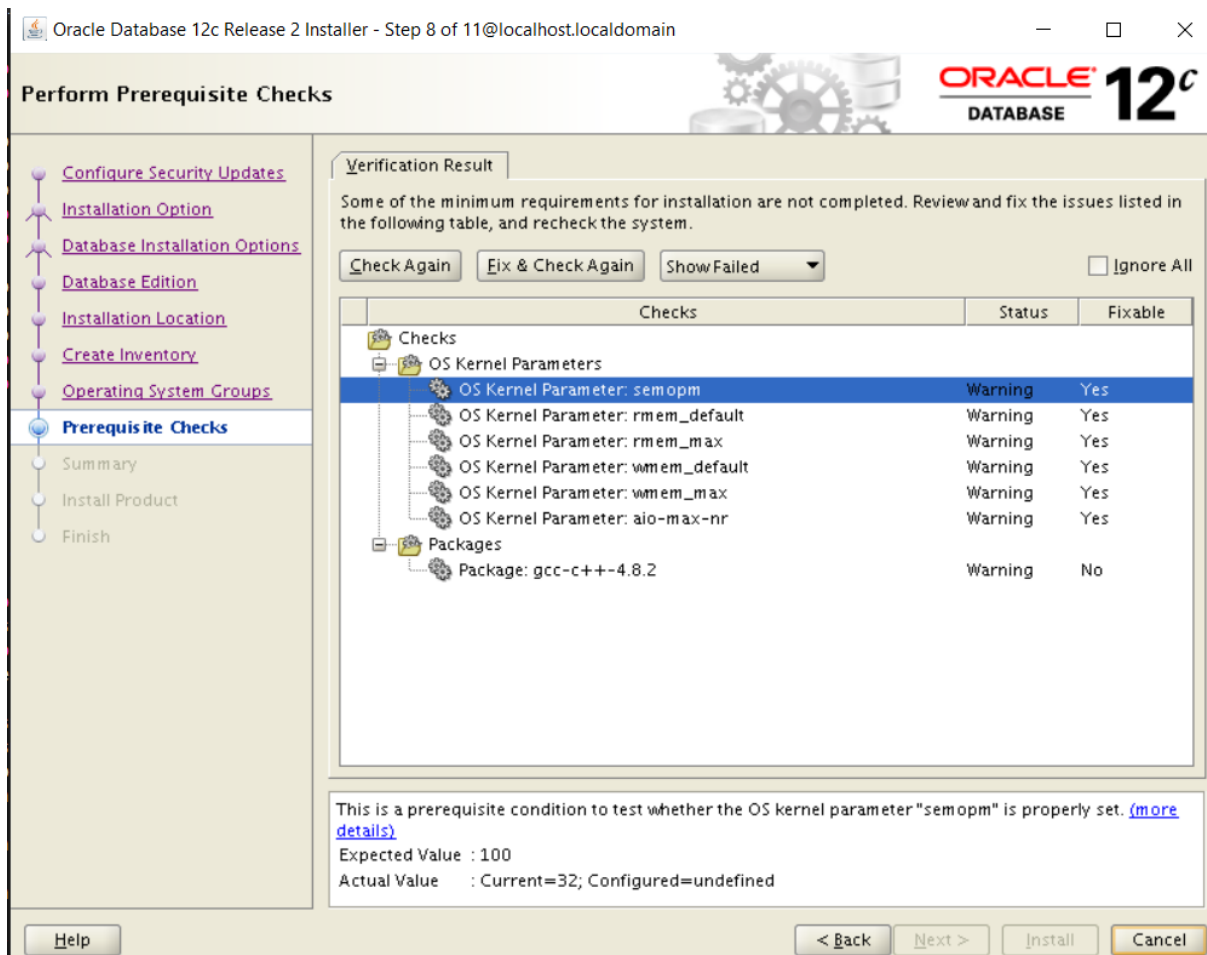 Oracle Database 12c Release 2 Installer - Step 8 of 11@localhost.localdomain
Perform Prerequisite Checks
ORACLE DATABASE 12c
Configure Security Updates
Installation Option
Database Installation Options
Database Edition
Installation Location
Create Inventory
Operating System Groups
Prerequisite Checks
Summary
Install Product
Finish
Verification Result
Some of the minimum requirements for installation are not completed. Review and fix the issues listed in
the following table, and recheck the system.
Check Again Fix & Check Again Show Failed Ignore All
Checks Status Fixable
Checks
OS Kernel Parameters
OS Kernel Parameter: semopm Warning Yes
OS Kernel Parameter: rmem_default Warning Yes
OS Kernel Parameter: rmem_max Warning Yes
OS Kernel Parameter: wmem_default Warning Yes
OS Kernel Parameter: wmem_max Warning Yes
OS Kernel Parameter: aio-max-nr Warning Yes
Packages
Package: gcc-c++-4.8.2 Warning No
This is a prerequisite condition to test whether the OS kernel parameter "semopm" is properly set. (more
details)
Expected Value : 100
Actual Value : Current=32; Configured=undefined
Help < Back Next > Install Cancel